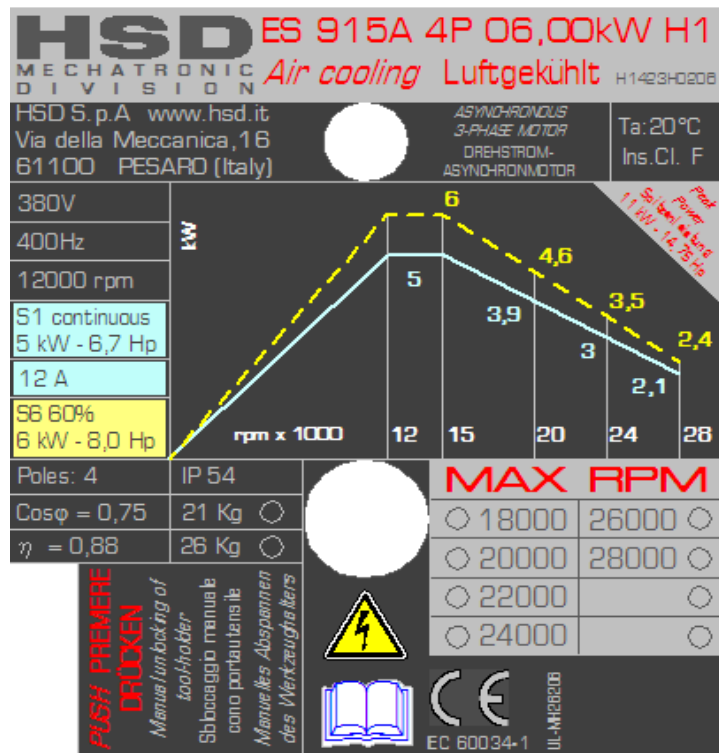 HSD
MECHATRONIC
DIVISION
ES 915A 4P 06,00kW H1
Air cooling Luftgekühlt H1423H0206
HSD S.p.A www.hsd.it
Via della Meccanica,16
61100 PESARO (Italy)
ASYNCHRONOUS
3-PHASE MOTOR
DREHSTROM-
ASYNCHRONMOTOR
Ta:20°C
Ins.Cl. F
380V
400Hz
12000 rpm
S1 continuous
5 kW - 6,7 Hp
12 A
S6 60%
6 kW - 8,0 Hp
kW
Peak
Power
Spitzenleistung
11 kW - 14,75 Hp
6
4,6
3,5
2,4
5
3,9
3
2,1
rpm x 1000 12 15 20 24 28
Poles: 4 IP 54
Cosφ = 0,75 21 Kg
η = 0,88 26 Kg
MAX RPM
18000 26000
20000 28000
22000
24000
PUSH PREMERE
DRÜCKEN
Manual unlocking of
tool-holder
Sbloccaggio manuale
cono portautensile
Manuelles Abspannen
des Werkzeughalters
CE
EC 60034-1
UL-MH26206